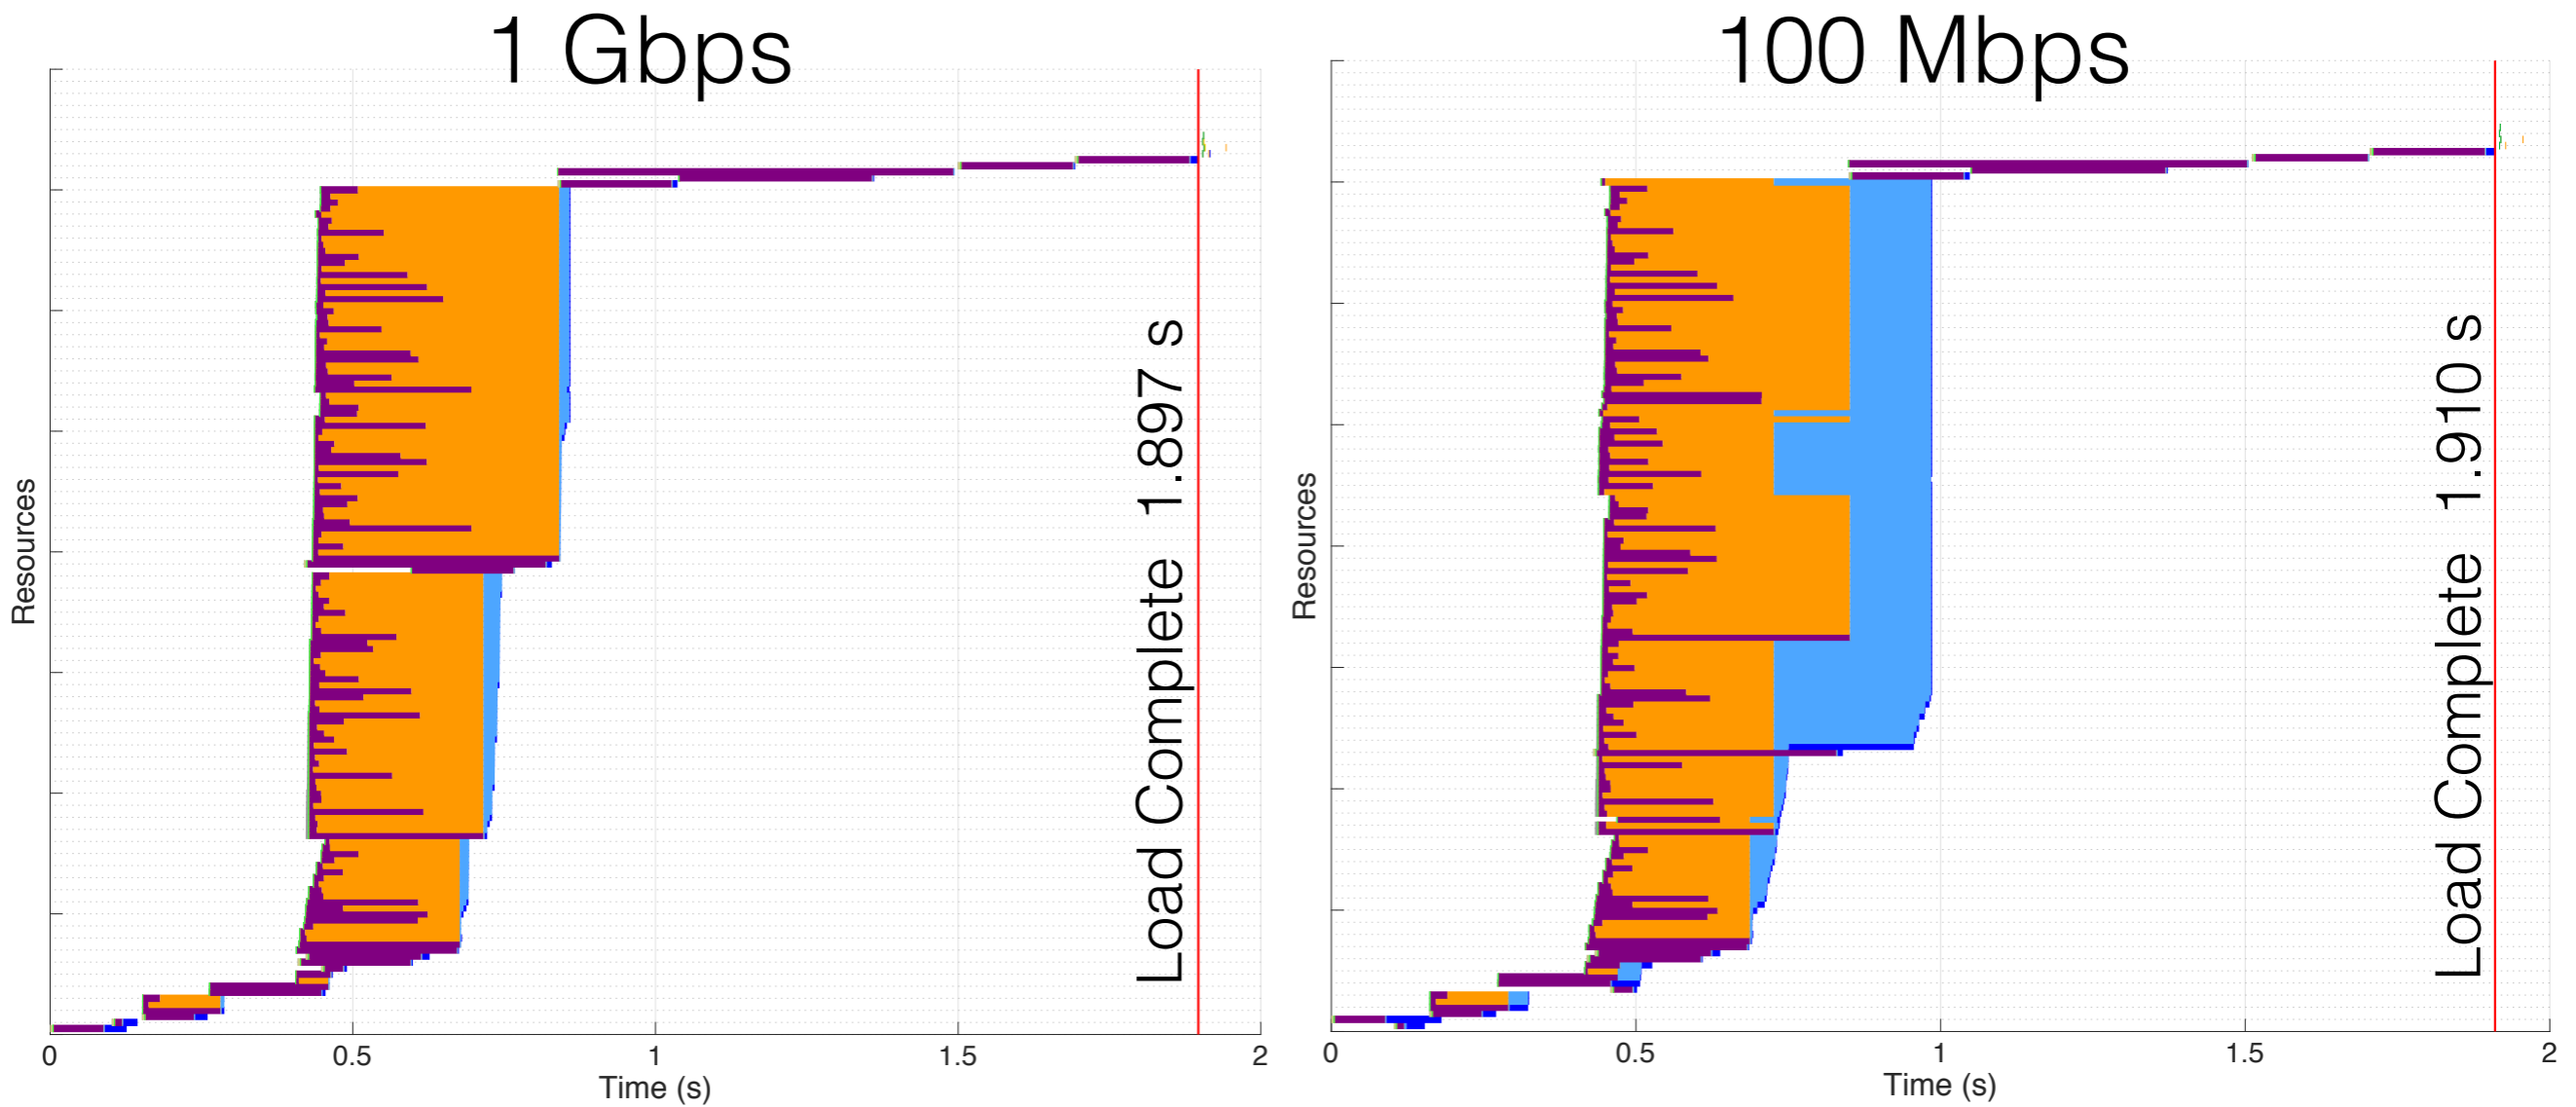 1 Gbps
Resources
Load Complete 1.897 s
0 0.5 1 1.5 2
Time (s)
100 Mbps
Resources
Load Complete 1.910 s
0 0.5 1 1.5 2
Time (s)